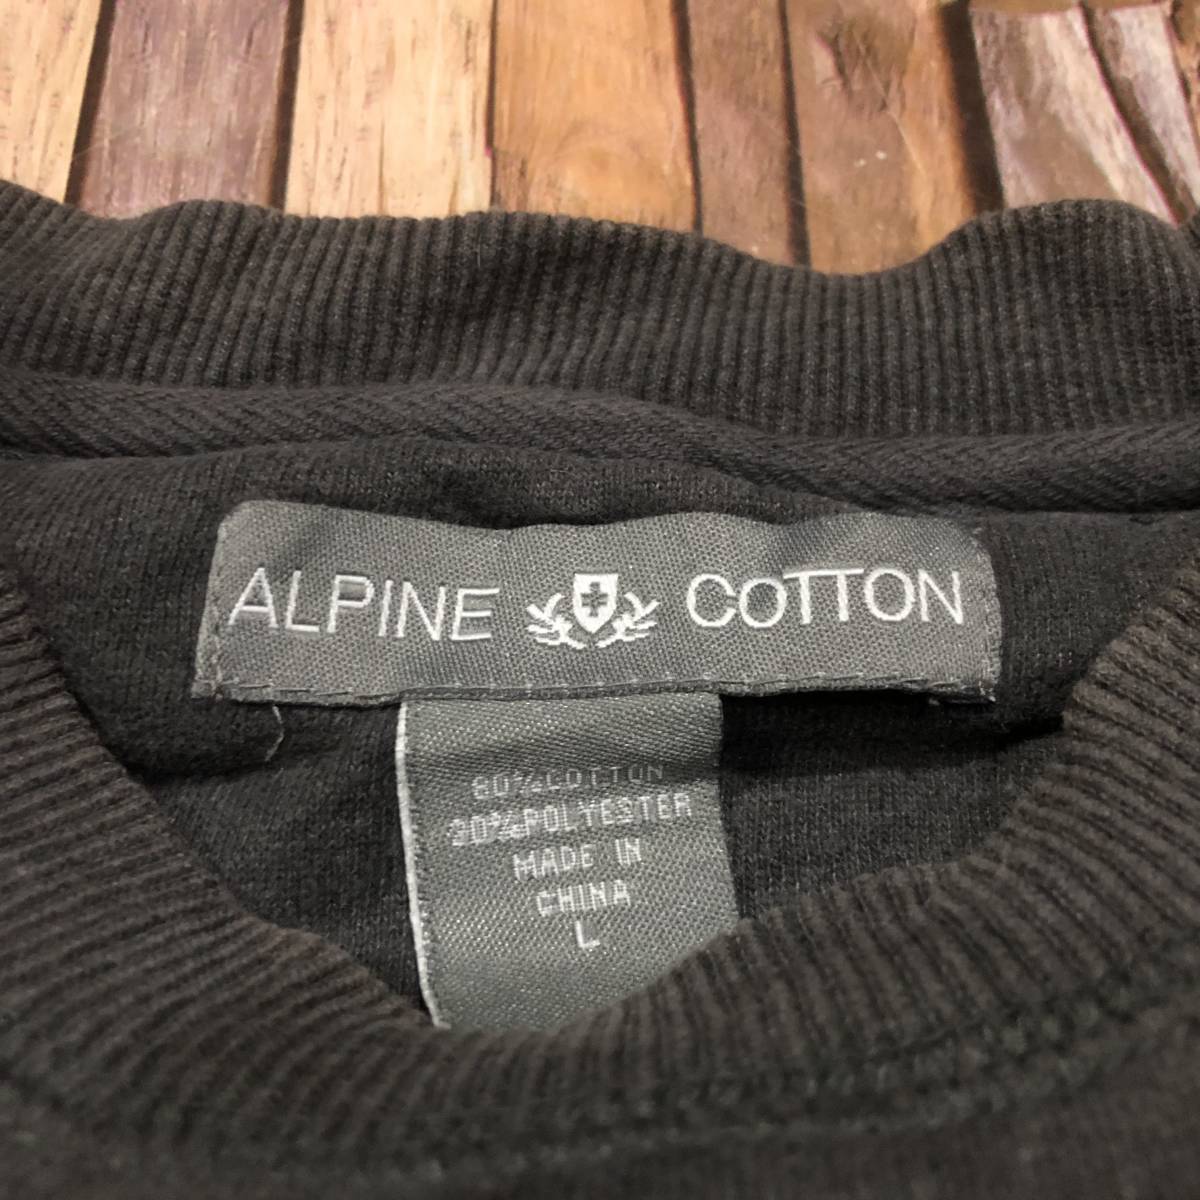 ALPINE COTTON
80%COTTON
20%POLYESTER
MADE IN
CHINA
L